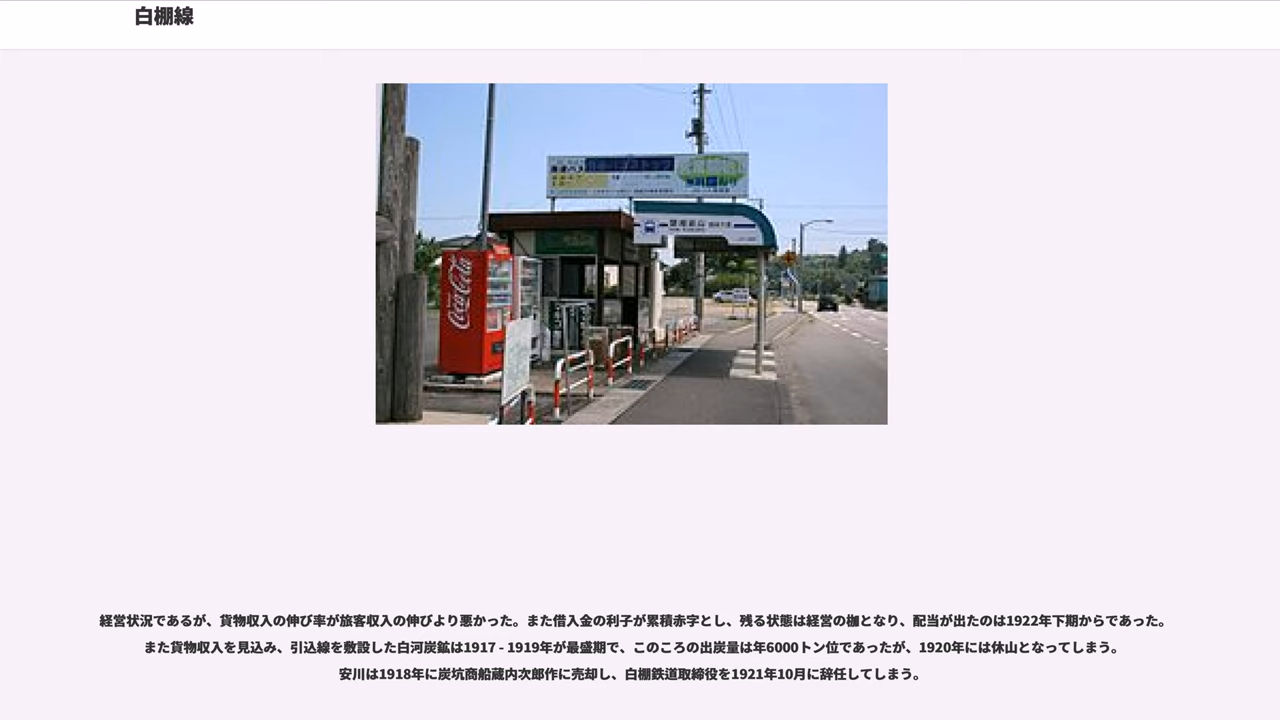 白棚線
Coca-Cola
経営状況であるが、貨物収入の伸び率が旅客収入の伸びより悪かった。また借入金の利子が累積赤字とし、残る状態は経営の枷となり、配当が出たのは1922年下期からであった。
また貨物収入を見込み、引込線を敷設した白河炭鉱は1917 - 1919年が最盛期で、このころの出炭量は年6000トン位であったが、1920年には休山となってしまう。
安川は1918年に炭坑商船蔵内次郎作に売却し、白棚鉄道取締役を1921年10月に辞任してしまう。